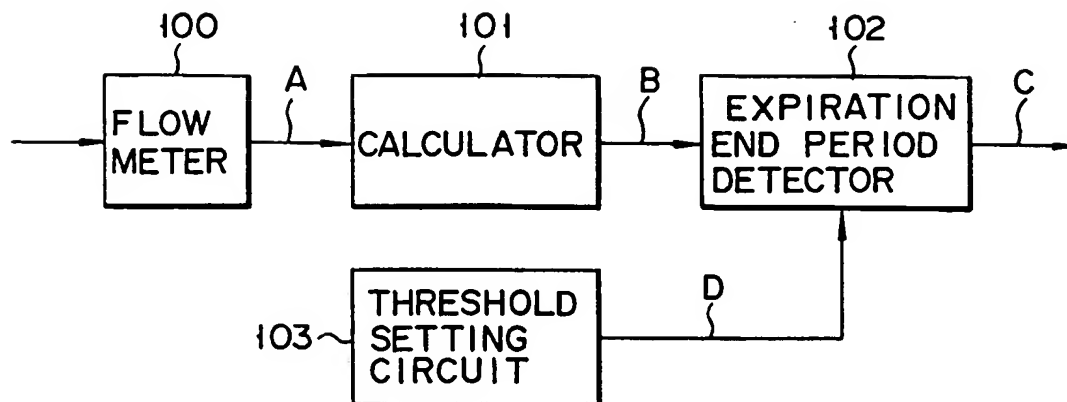 100
101
102
A
B
C
FLOW
METER
CALCULATOR
EXPIRATION
END PERIOD
DETECTOR
103
THRESHOLD
SETTING
CIRCUIT
D